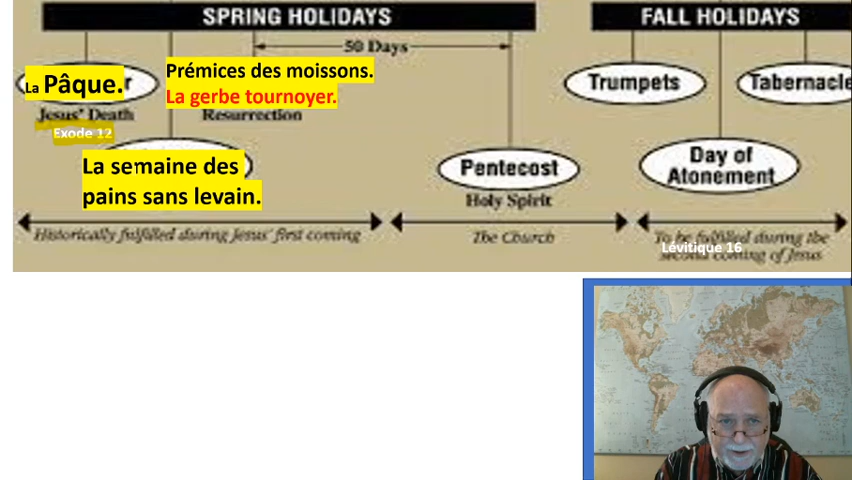 SPRING HOLIDAYS
FALL HOLIDAYS
50 Days
La Pâque.
Prémices des moissons.
La gerbe tournoyer.
Trumpets
Tabernacle
Jesus' Death
Resurrection
Exode 12
La semaine des
pains sans levain.
Pentecost
Day of
Atonement
Holy Spirit
Historically fulfilled during Jesus' first coming
The Church
To be fulfilled during the
second coming of Jesus
Lévitique 16